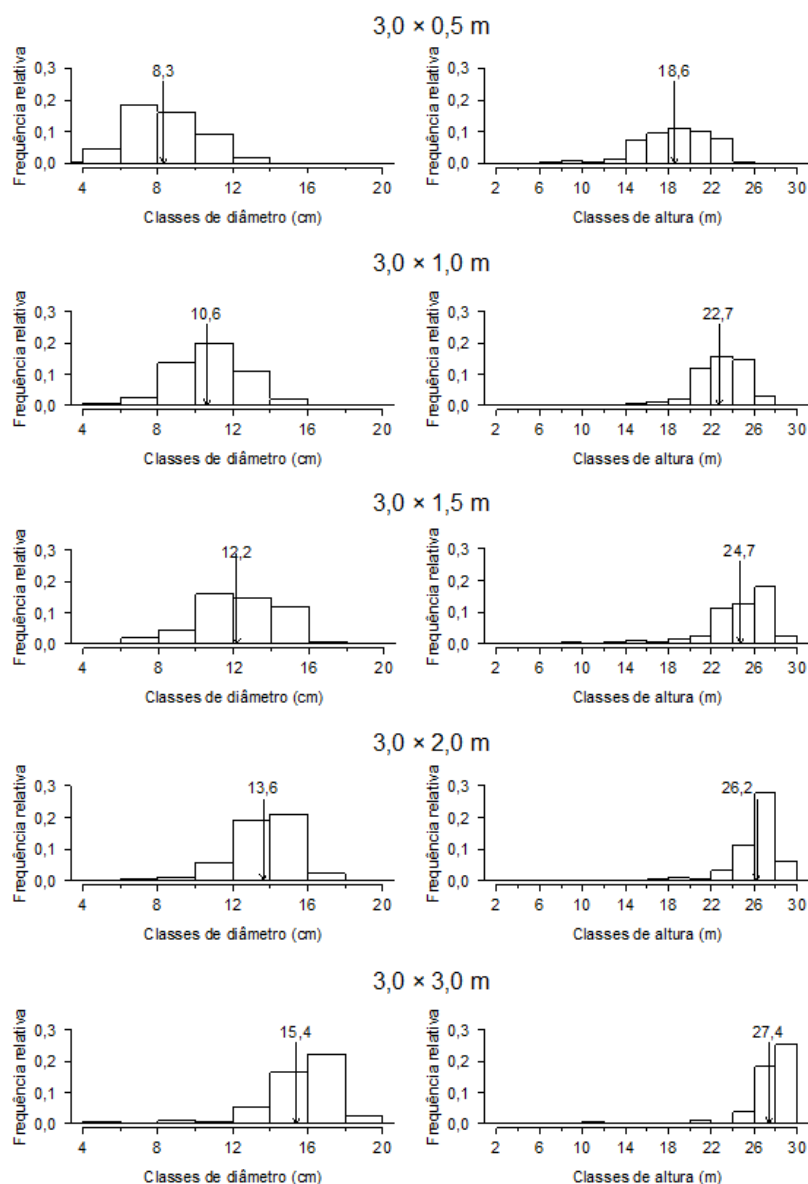 3,0 × 0,5 m
Frequência relativa
0,3
0,2
0,1
0,0
8,3
4 8 12 16 20
Classes de diâmetro (cm)
Frequência relativa
0,3
0,2
0,1
0,0
18,6
2 6 10 14 18 22 26 30
Classes de altura (m)
3,0 × 1,0 m
Frequência relativa
0,3
0,2
0,1
0,0
10,6
4 8 12 16 20
Classes de diâmetro (cm)
Frequência relativa
0,3
0,2
0,1
0,0
22,7
2 6 10 14 18 22 26 30
Classes de altura (m)
3,0 × 1,5 m
Frequência relativa
0,3
0,2
0,1
0,0
12,2
4 8 12 16 20
Classes de diâmetro (cm)
Frequência relativa
0,3
0,2
0,1
0,0
24,7
2 6 10 14 18 22 26 30
Classes de altura (m)
3,0 × 2,0 m
Frequência relativa
0,3
0,2
0,1
0,0
13,6
4 8 12 16 20
Classes de diâmetro (cm)
Frequência relativa
0,3
0,2
0,1
0,0
26,2
2 6 10 14 18 22 26 30
Classes de altura (m)
3,0 × 3,0 m
Frequência relativa
0,3
0,2
0,1
0,0
15,4
4 8 12 16 20
Classes de diâmetro (cm)
Frequência relativa
0,3
0,2
0,1
0,0
27,4
2 6 10 14 18 22 26 30
Classes de altura (m)